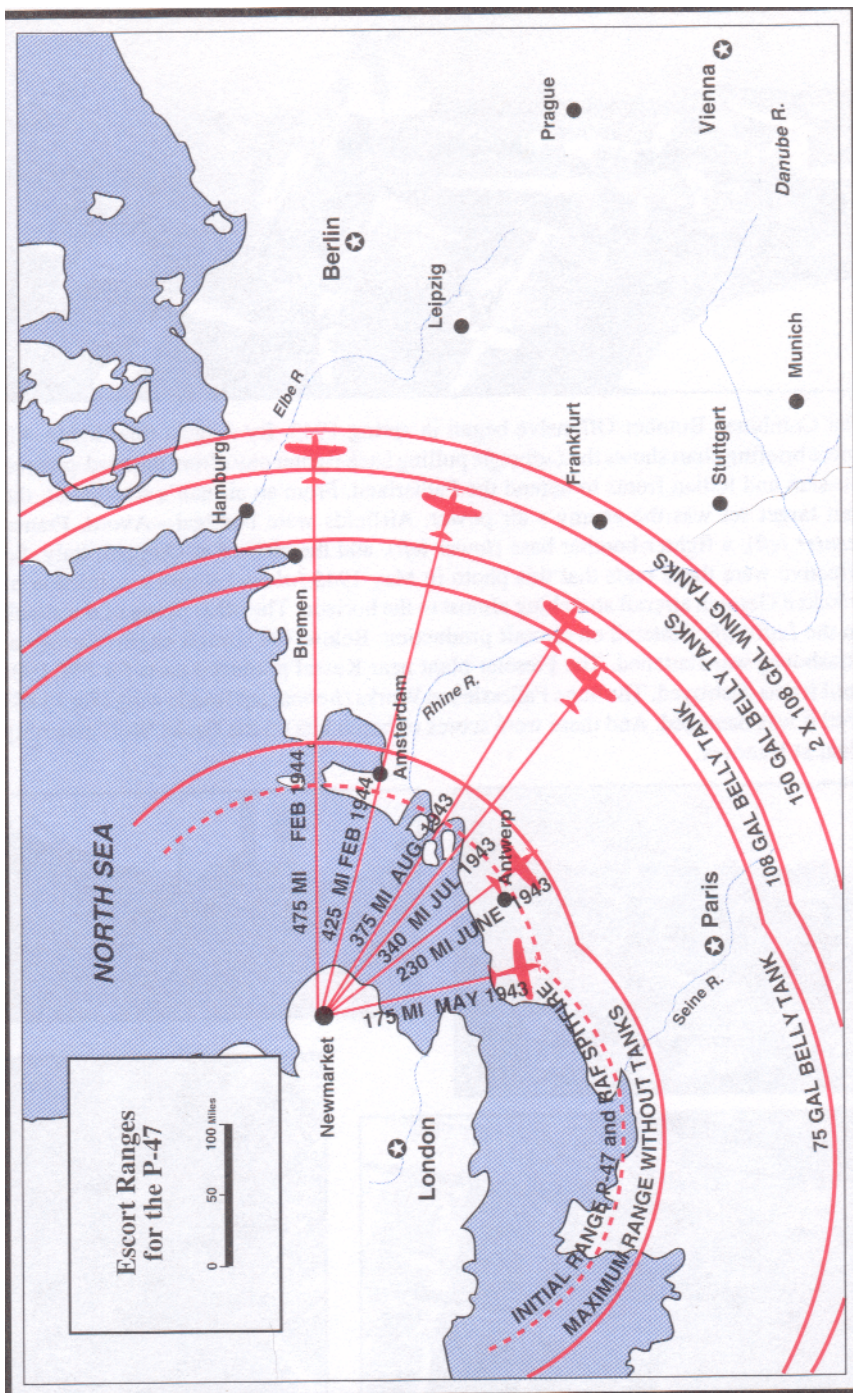 Escort Ranges
for the P-47
0 50 100 Miles
NORTH SEA
Newmarket
London
475 MI FEB 1944
425 MI FEB 1944
375 MI AUG 1943
340 MI JUL 1943
230 MI JUNE 1943
175 MI MAY 1943
Amsterdam
Antwerp
Rhine R.
Bremen
Hamburg
Elbe R
Berlin
Leipzig
Prague
Vienna
Danube R.
Frankfurt
Stuttgart
Munich
Paris
Seine R.
INITIAL RANGE P-47 and RAF SPITFIRE
MAXIMUM RANGE WITHOUT TANKS
75 GAL BELLY TANK
108 GAL BELLY TANK
150 GAL BELLY TANKS
2 X 108 GAL WING TANKS